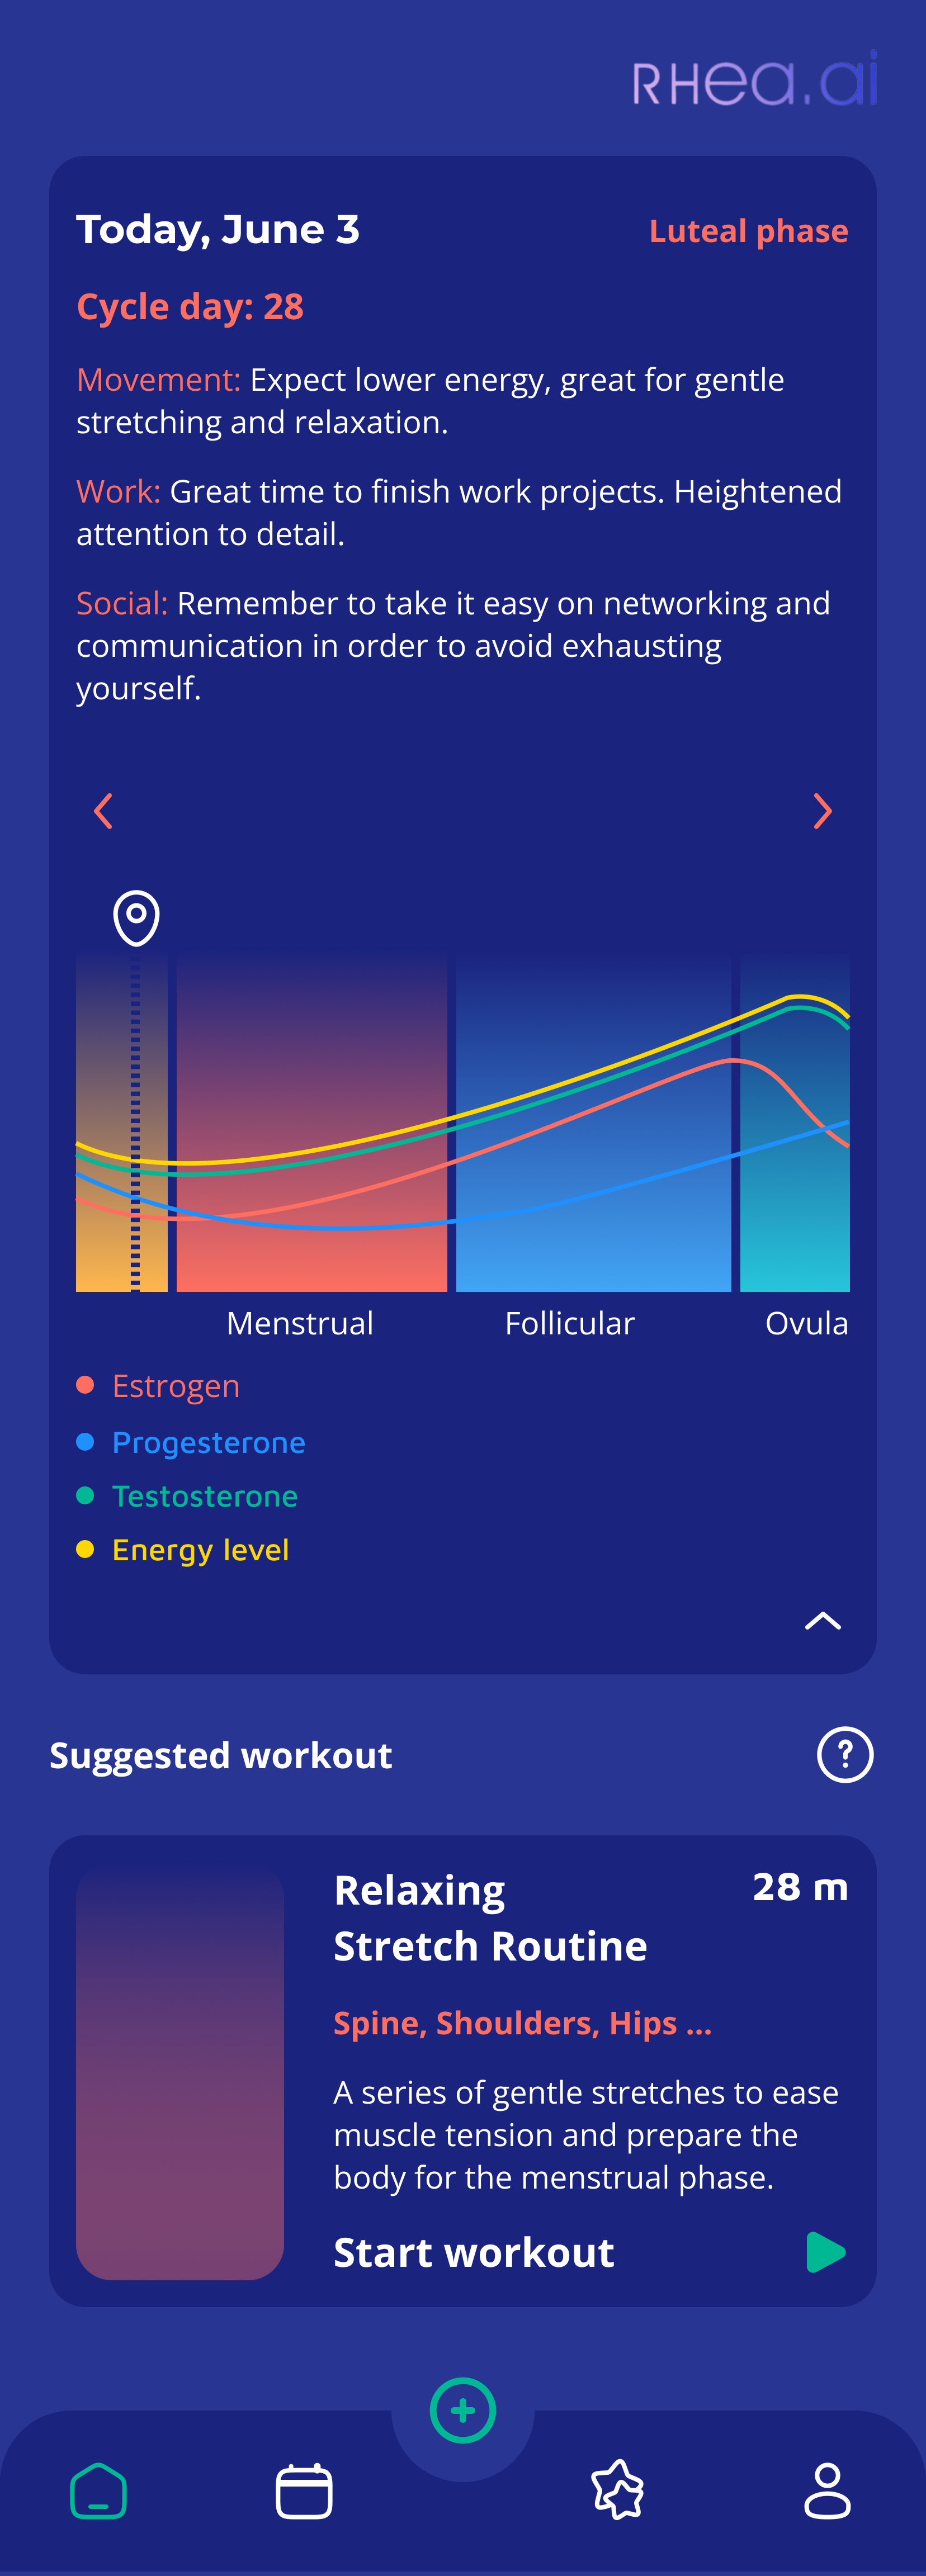 RHea.ai
Today, June 3
Luteal phase
Cycle day: 28
Movement: Expect lower energy, great for gentle
stretching and relaxation.
Work: Great time to finish work projects. Heightened
attention to detail.
Social: Remember to take it easy on networking and
communication in order to avoid exhausting
yourself.
Menstrual
Follicular
Ovula
Estrogen
Progesterone
Testosterone
Energy level
Suggested workout
?
Relaxing
Stretch Routine
28 m
Spine, Shoulders, Hips ...
A series of gentle stretches to ease
muscle tension and prepare the
body for the menstrual phase.
Start workout